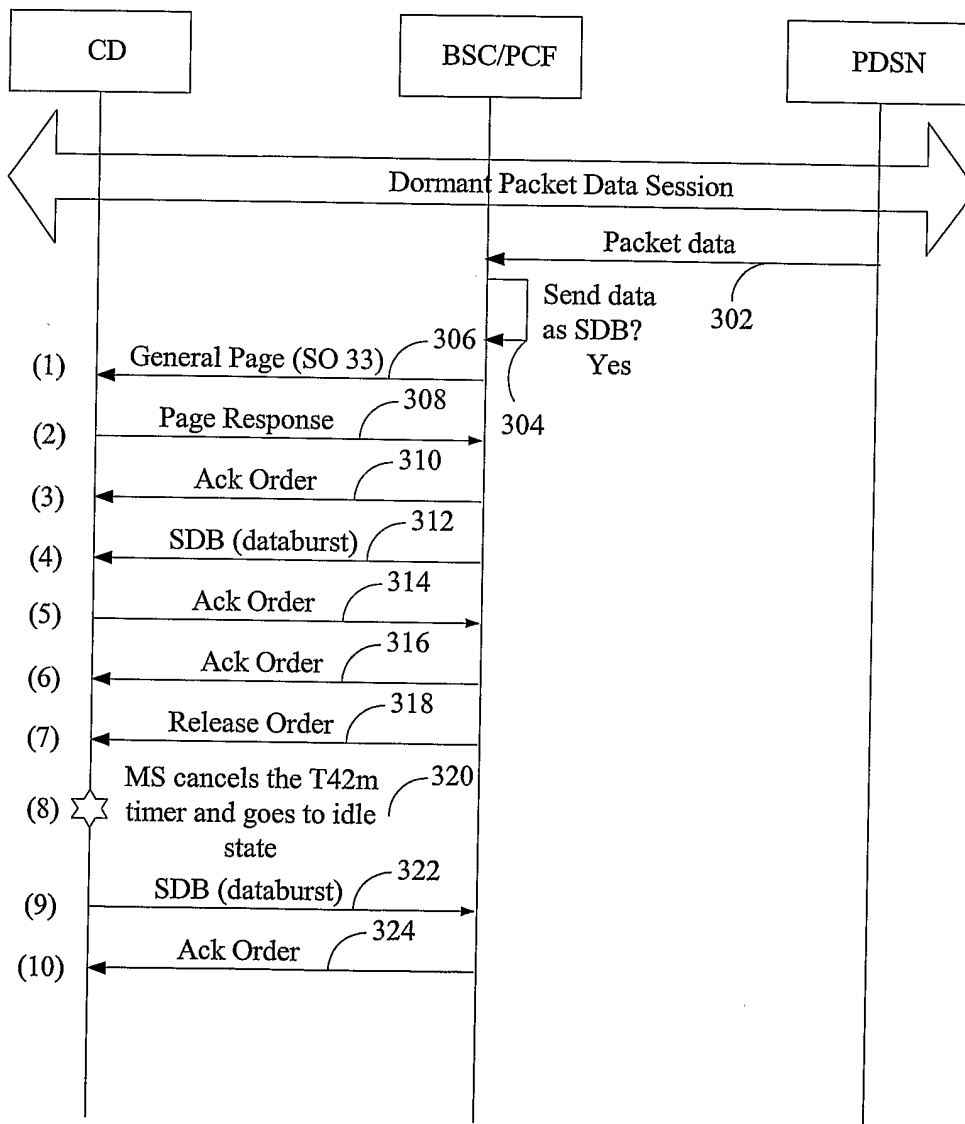 CD
BSC/PCF
PDSN
Dormant Packet Data Session
Packet data
302
Send data
as SDB?
Yes
304
306
(1)
General Page (SO 33)
308
(2)
Page Response
310
(3)
Ack Order
312
(4)
SDB (databurst)
314
(5)
Ack Order
316
(6)
Ack Order
318
(7)
Release Order
320
(8)
MS cancels the T42m
timer and goes to idle
state
322
(9)
SDB (databurst)
324
(10)
Ack Order